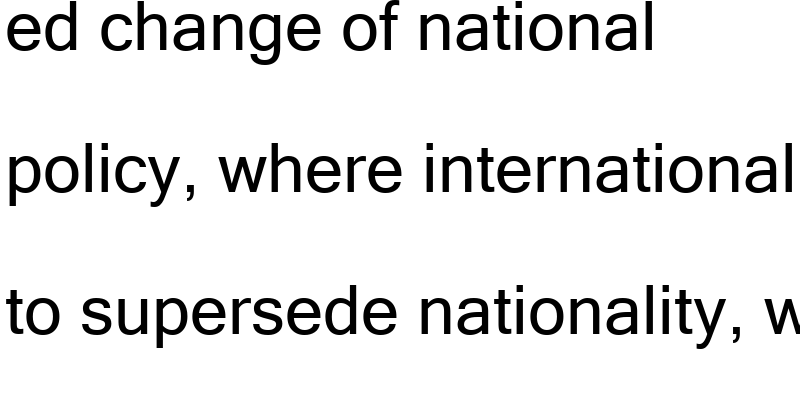 ed change of national
policy, where international
to supersede nationality, w